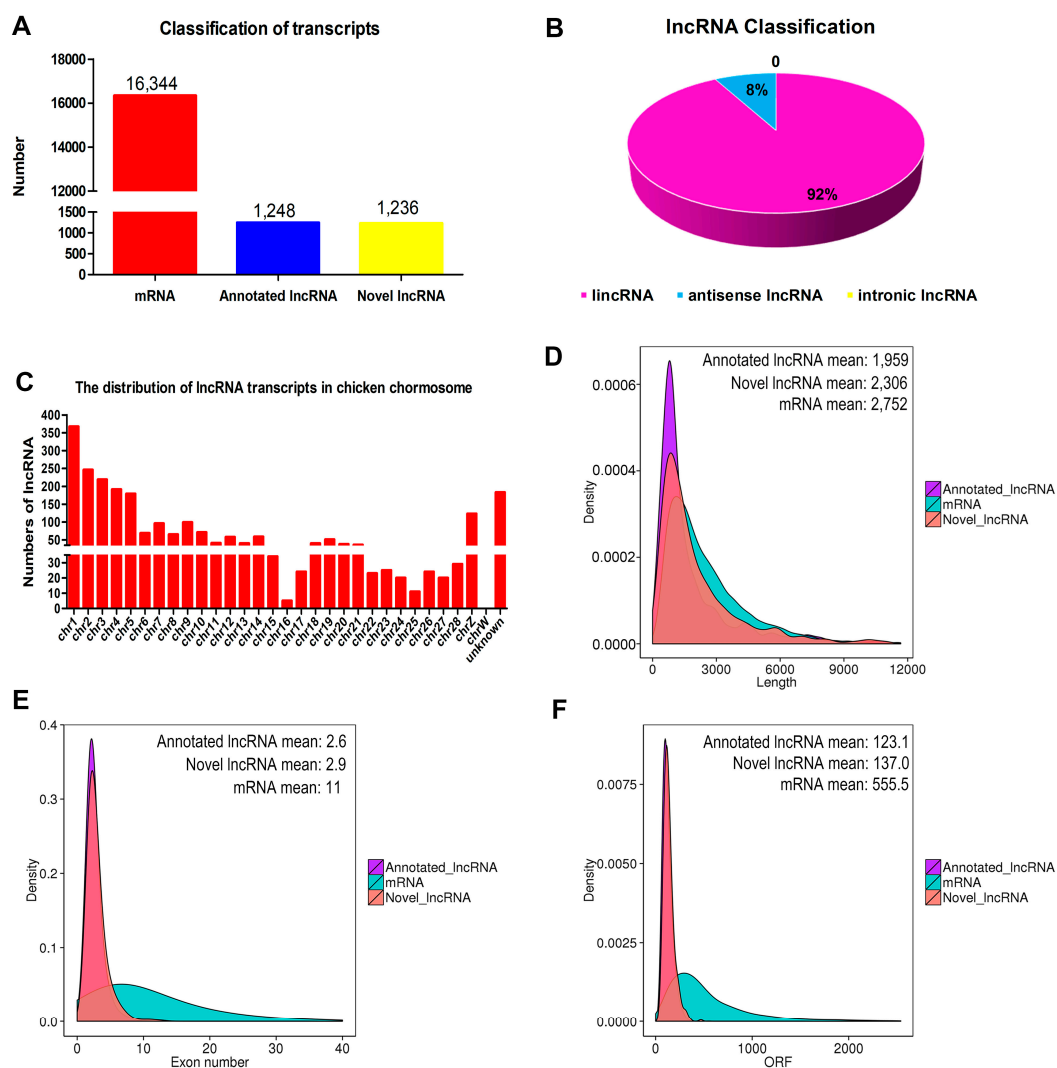 A
Classification of transcripts
Number
18000
16000
14000
12000
1500
1000
500
0
16,344
1,248
1,236
mRNA
Annotated lncRNA
Novel lncRNA
B
lncRNA Classification
0
8%
92%
lincRNA
antisense lncRNA
intronic lncRNA
C
The distribution of lncRNA transcripts in chicken chormosome
Numbers of lncRNA
400
350
300
250
200
150
100
50
30
20
10
0
chr1
chr2
chr3
chr4
chr5
chr6
chr7
chr8
chr9
chr10
chr11
chr12
chr13
chr14
chr15
chr16
chr17
chr18
chr19
chr20
chr21
chr22
chr23
chr24
chr25
chr26
chr27
chr28
chrZ
chrW
unknown
D
Annotated lncRNA mean: 1,959
Novel lncRNA mean: 2,306
mRNA mean: 2,752
Density
0.0006
0.0004
0.0002
0.0000
0
3000
6000
9000
12000
Length
Annotated_lncRNA
mRNA
Novel_lncRNA
E
Annotated lncRNA mean: 2.6
Novel lncRNA mean: 2.9
mRNA mean: 11
Density
0.4
0.3
0.2
0.1
0.0
0
10
20
30
40
Exon number
Annotated_lncRNA
mRNA
Novel_lncRNA
F
Annotated lncRNA mean: 123.1
Novel lncRNA mean: 137.0
mRNA mean: 555.5
Density
0.0075
0.0050
0.0025
0.0000
0
1000
2000
ORF
Annotated_lncRNA
mRNA
Novel_lncRNA